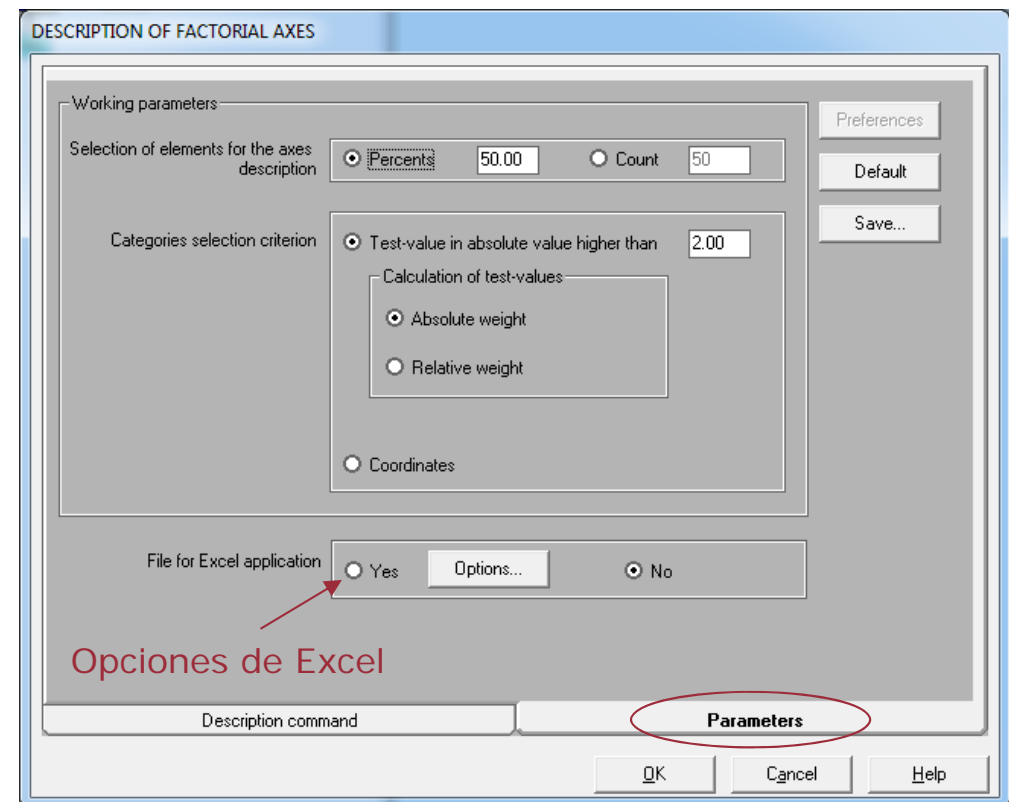 DESCRIPTION OF FACTORIAL AXES
Working parameters
Preferences
Selection of elements for the axes
description
Percents 50.00 Count 50
Default
Save...
Categories selection criterion
Test-value in absolute value higher than 2.00
Calculation of test-values
Absolute weight
Relative weight
Coordinates
File for Excel application
Yes Options... No
Opciones de Excel
Description command Parameters
OK Cancel Help